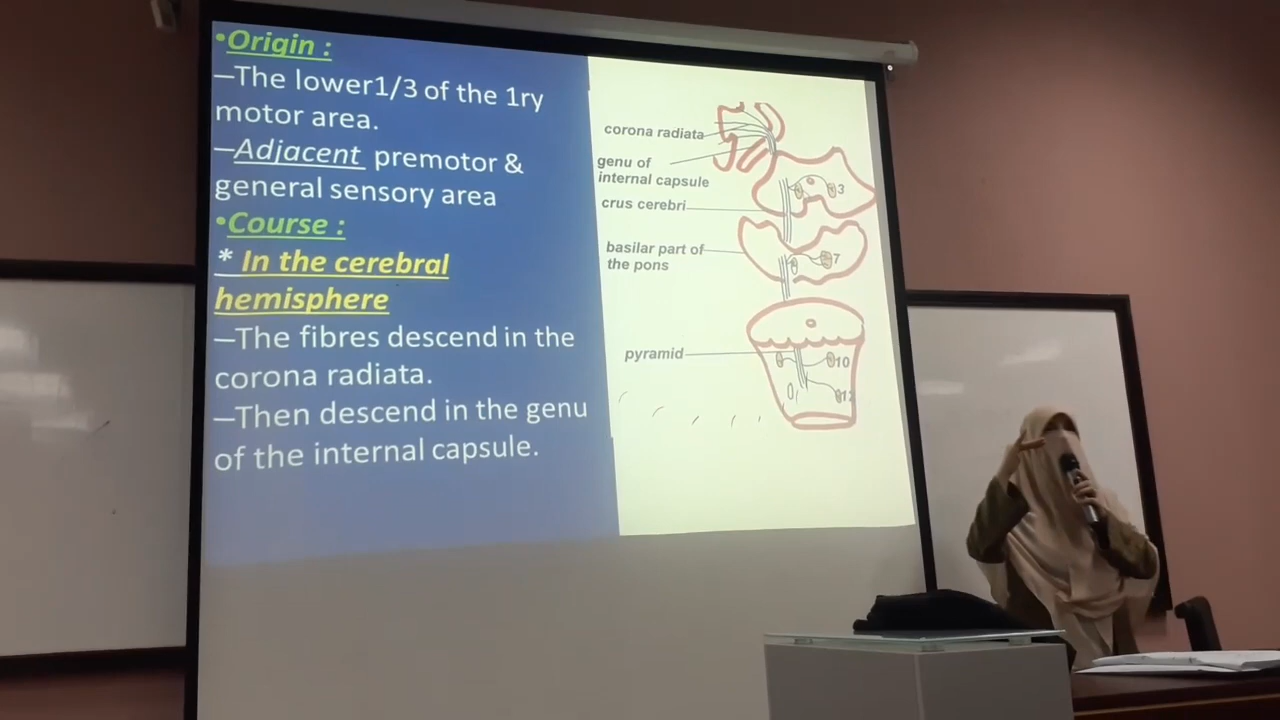 •Origin :
–The lower1/3 of the 1ry
motor area.
–Adjacent premotor &
general sensory area
•Course :
* In the cerebral
hemisphere
–The fibres descend in the
corona radiata.
–Then descend in the genu
of the internal capsule.
corona radiata
genu of
internal capsule
3
crus cerebri
basilar part of
the pons
7
pyramid
10